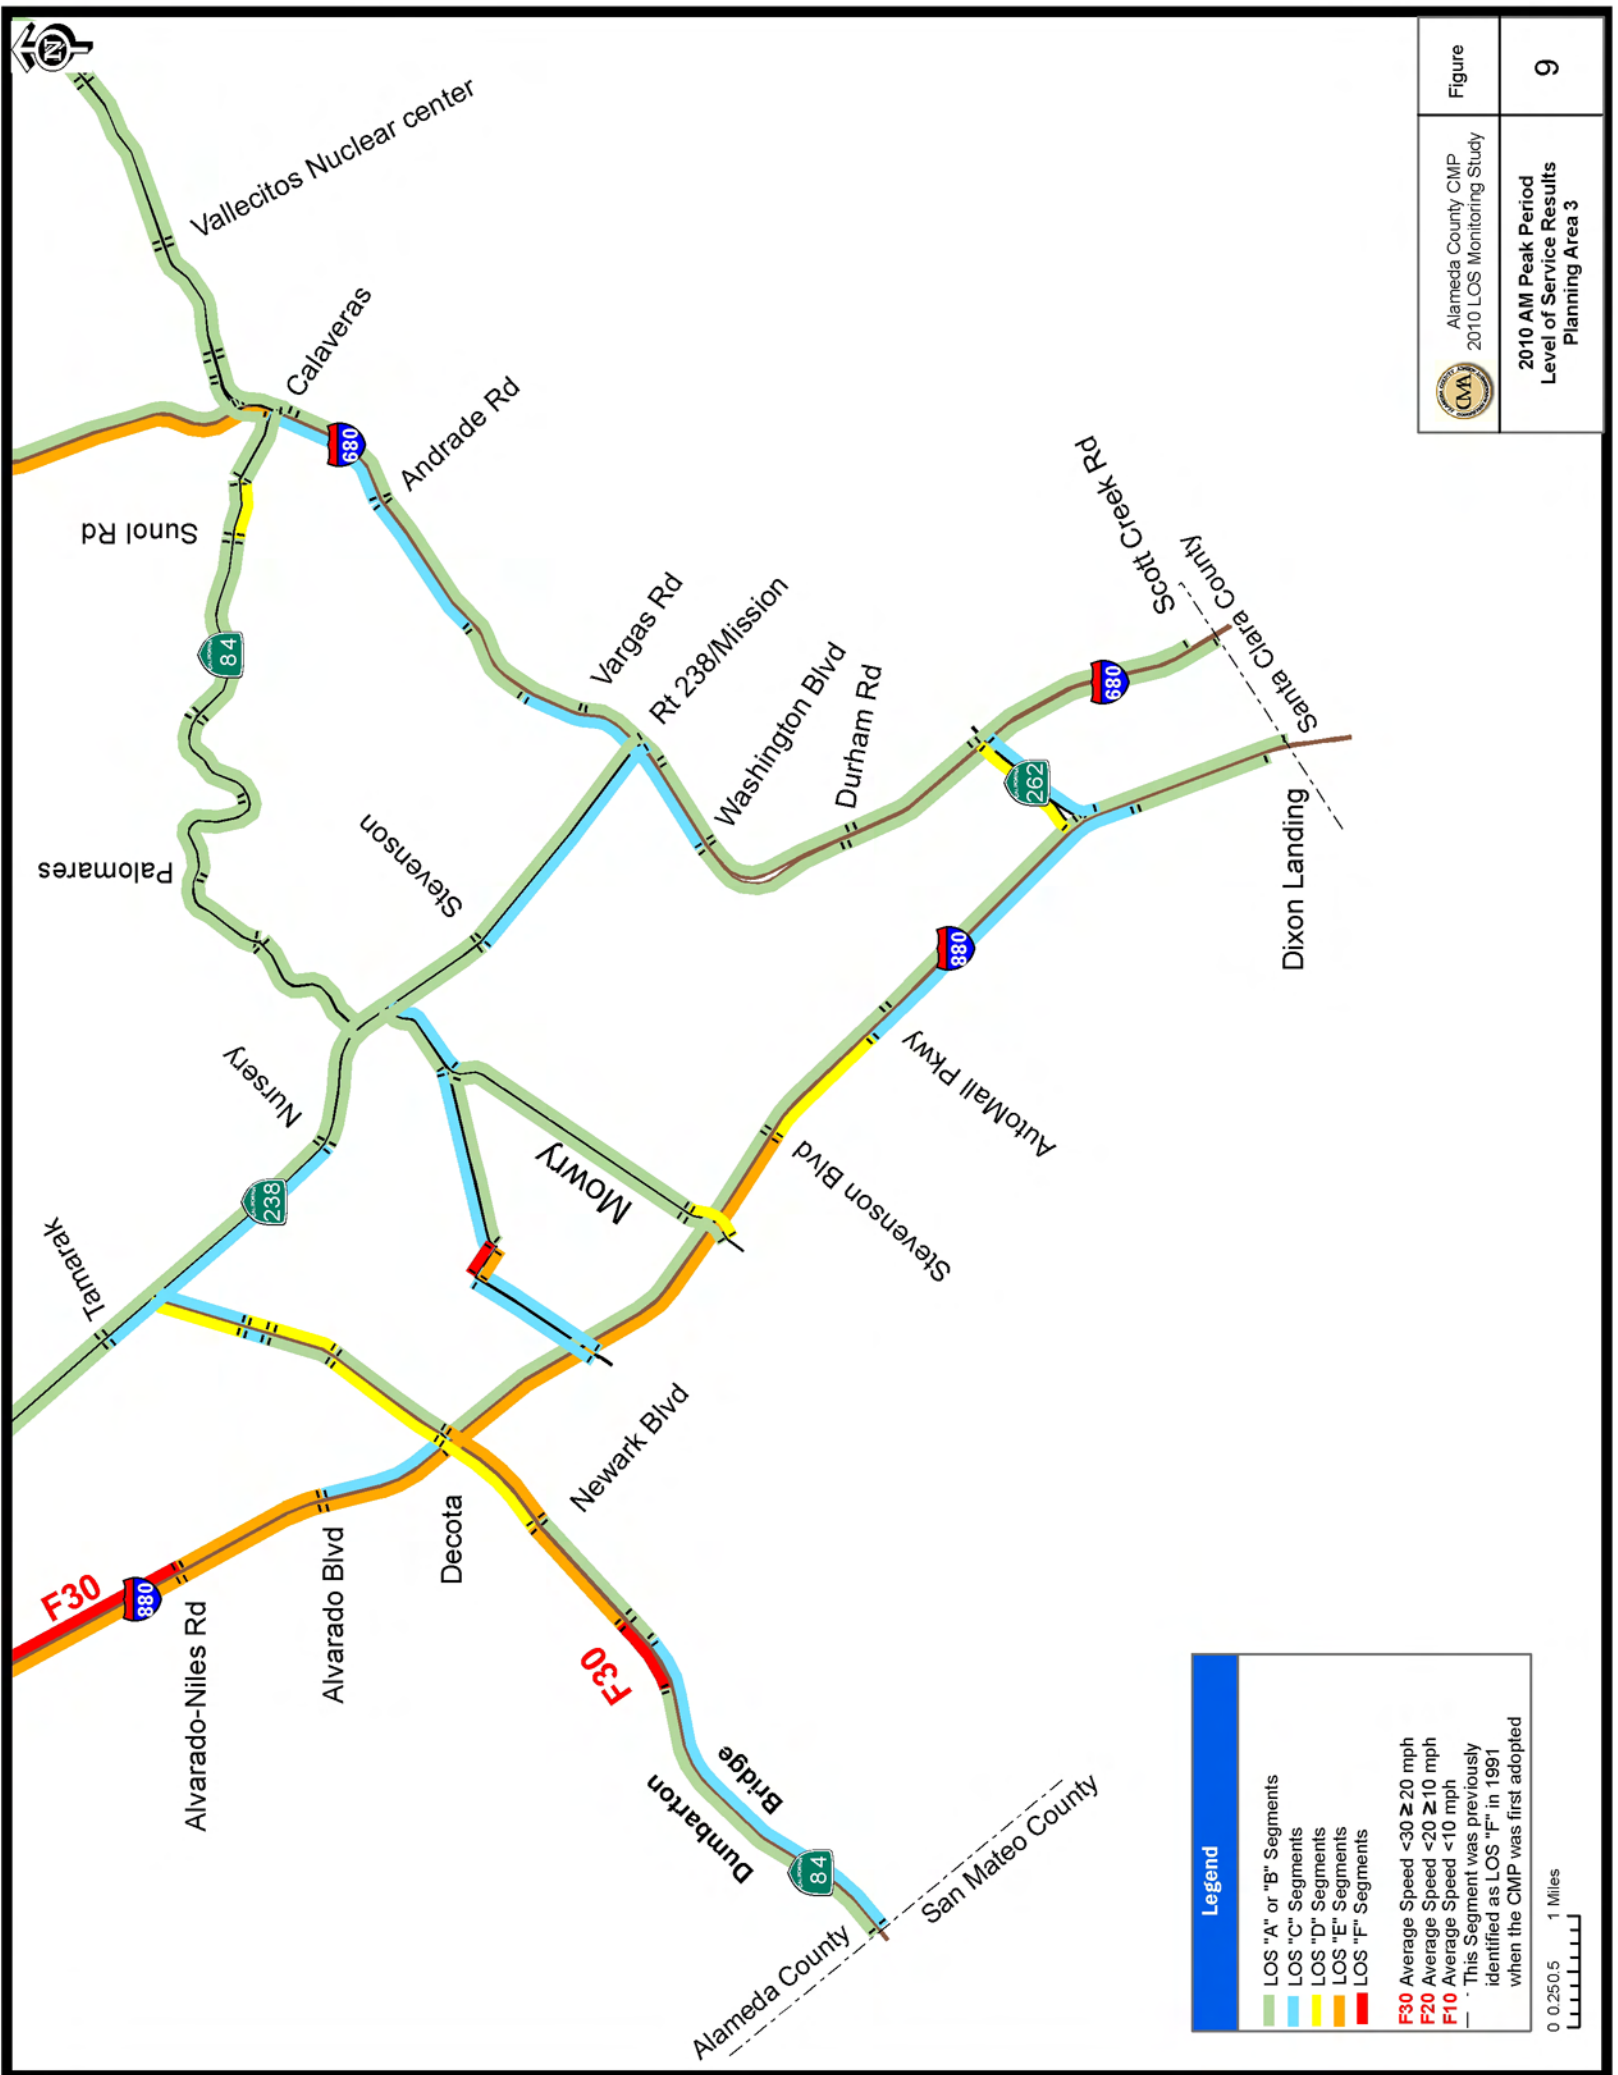 N
Vallecitos Nuclear center
Calaveras
680
Andrade Rd
Sunol Rd
84
Vargas Rd
Rt 238/Mission
Washington Blvd
Durham Rd
Scott Creek Rd
680
Santa Clara County
262
Dixon Landing
Palomares
Stevenson
Nursery
238
Tamarak
Mowry
880
AutoMall Pkwy
Stevenson Blvd
Newark Blvd
Decota
Alvarado Blvd
Alvarado-Niles Rd
F30
880
F30
Dumbarton
Bridge
84
Alameda County
San Mateo County
Legend
LOS "A" or "B" Segments
LOS "C" Segments
LOS "D" Segments
LOS "E" Segments
LOS "F" Segments
F30 Average Speed <30 ≥ 20 mph
F20 Average Speed <20 ≥10 mph
F10 Average Speed <10 mph
This Segment was previously
identified as LOS "F" in 1991
when the CMP was first adopted
0 0.25 0.5 1 Miles
Alameda County CMP
2010 LOS Monitoring Study
2010 AM Peak Period
Level of Service Results
Planning Area 3
Figure
9